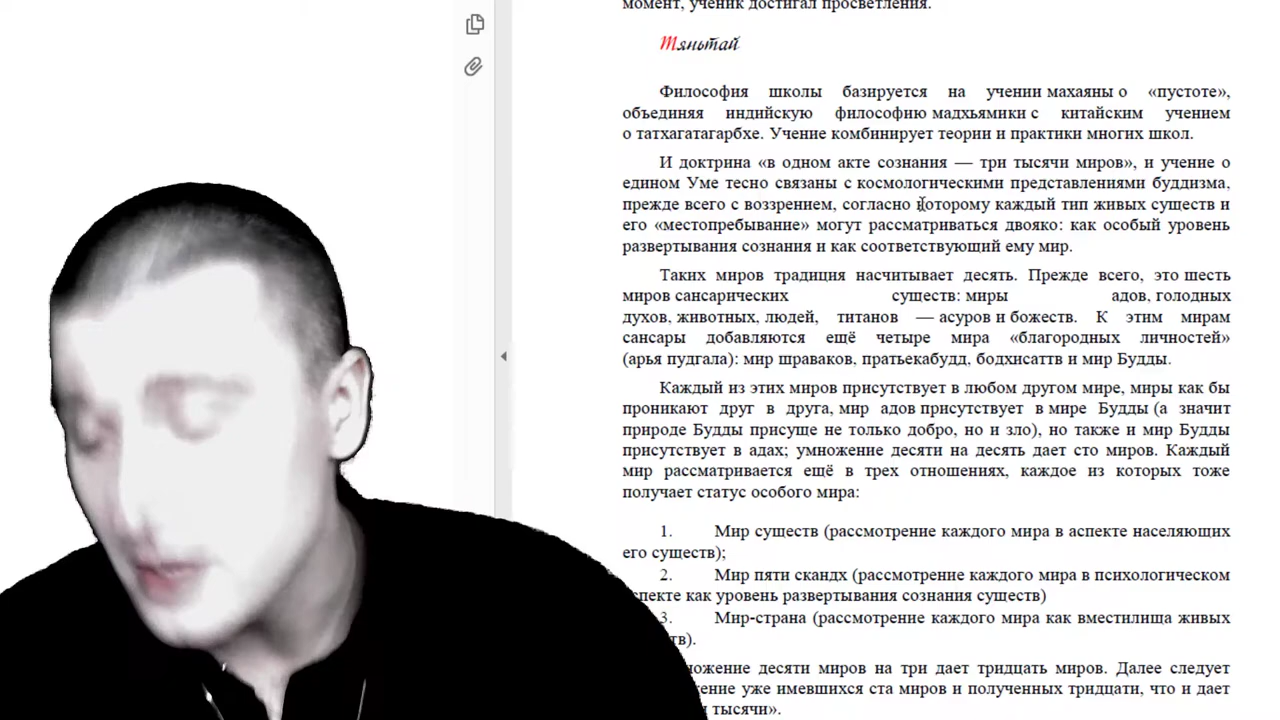 момент, ученик достигал просветления.
Тяньтай
Философия школы базируется на учении махаяны о «пустоте»,
объединяя индийскую философию мадхьямики с китайским учением
о татхагатагарбхе. Учение комбинирует теории и практики многих школ.
И доктрина «в одном акте сознания — три тысячи миров», и учение о
едином Уме тесно связаны с космологическими представлениями буддизма,
прежде всего с воззрением, согласно которому каждый тип живых существ и
его «местопребывание» могут рассматриваться двояко: как особый уровень
развертывания сознания и как соответствующий ему мир.
Таких миров традиция насчитывает десять. Прежде всего, это шесть
миров сансарических существ: миры адов, голодных
духов, животных, людей, титанов — асуров и божеств. К этим мирам
сансары добавляются ещё четыре мира «благородных личностей»
(арья пудгала): мир шраваков, пратьекабудд, бодхисаттв и мир Будды.
Каждый из этих миров присутствует в любом другом мире, миры как бы
проникают друг в друга, мир адов присутствует в мире Будды (а значит
природе Будды присуще не только добро, но и зло), но также и мир Будды
присутствует в адах; умножение десяти на десять дает сто миров. Каждый
мир рассматривается ещё в трех отношениях, каждое из которых тоже
получает статус особого мира:
1. Мир существ (рассмотрение каждого мира в аспекте населяющих
его существ);
2. Мир пяти скандх (рассмотрение каждого мира в психологическом
аспекте как уровень развертывания сознания существ)
3. Мир-страна (рассмотрение каждого мира как вместилища живых
тв).
ожение десяти миров на три дает тридцать миров. Далее следует
ение уже имевшихся ста миров и полученных тридцати, что и дает
тысячи».